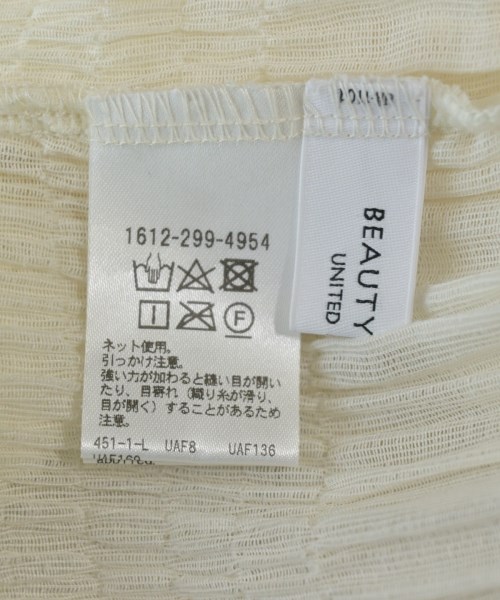 1612-299-4954
F
ネット使用。
引っかけ注意。
強い力が加わると縫い目が開い
たり、目寄れ（織り糸が滑り、
目が開く）することがあるため
注意。
451-1-L UAF8 UAF136
BEAUTY
UNITED